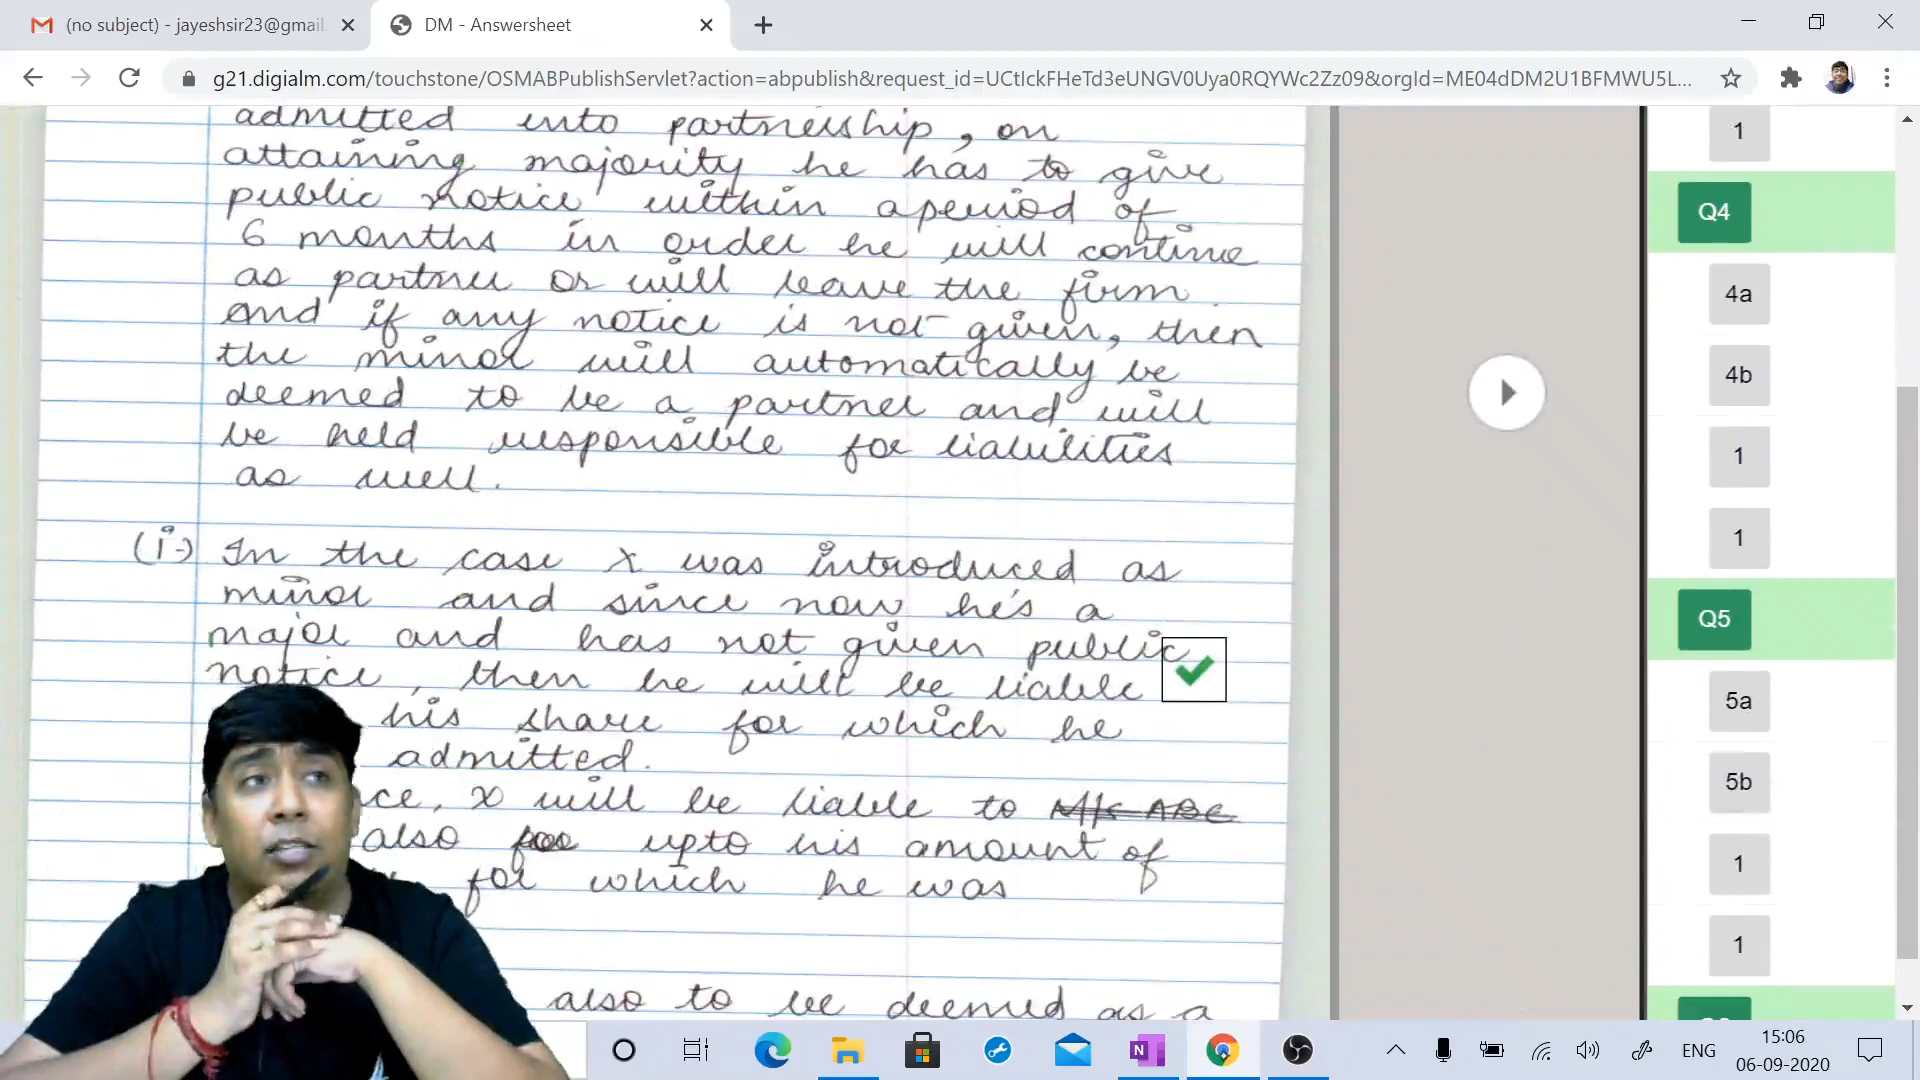 (no subject) - jayeshsir23@gmail.
DM - Answersheet
g21.digialm.com/touchstone/OSMABPublishServlet?action=abpublish&request_id=UCtIckFHeTd3eUNGV0Uya0RQYWc2Zz09&orgId=ME04dDM2U1BFMWU5L...
admitted into partnership, on
attaining majority he has to give
public notice within a period of
6 months in order he will continue
as partner or will leave the firm.
And if any notice is not given, then
the minor will automatically be
deemed to be a partner and will
be held responsible for liabilities
as well.
(i) In the case X was introduced as
minor and since now he's a
major and has not given public
notice, then he will be liable
his share for which he
admitted.
X will be liable to M/s ABC
also upto his amount of
for which he was
also to be deemed as a
1
Q4
4a
4b
1
1
Q5
5a
5b
1
1
ENG
15:06
06-09-2020